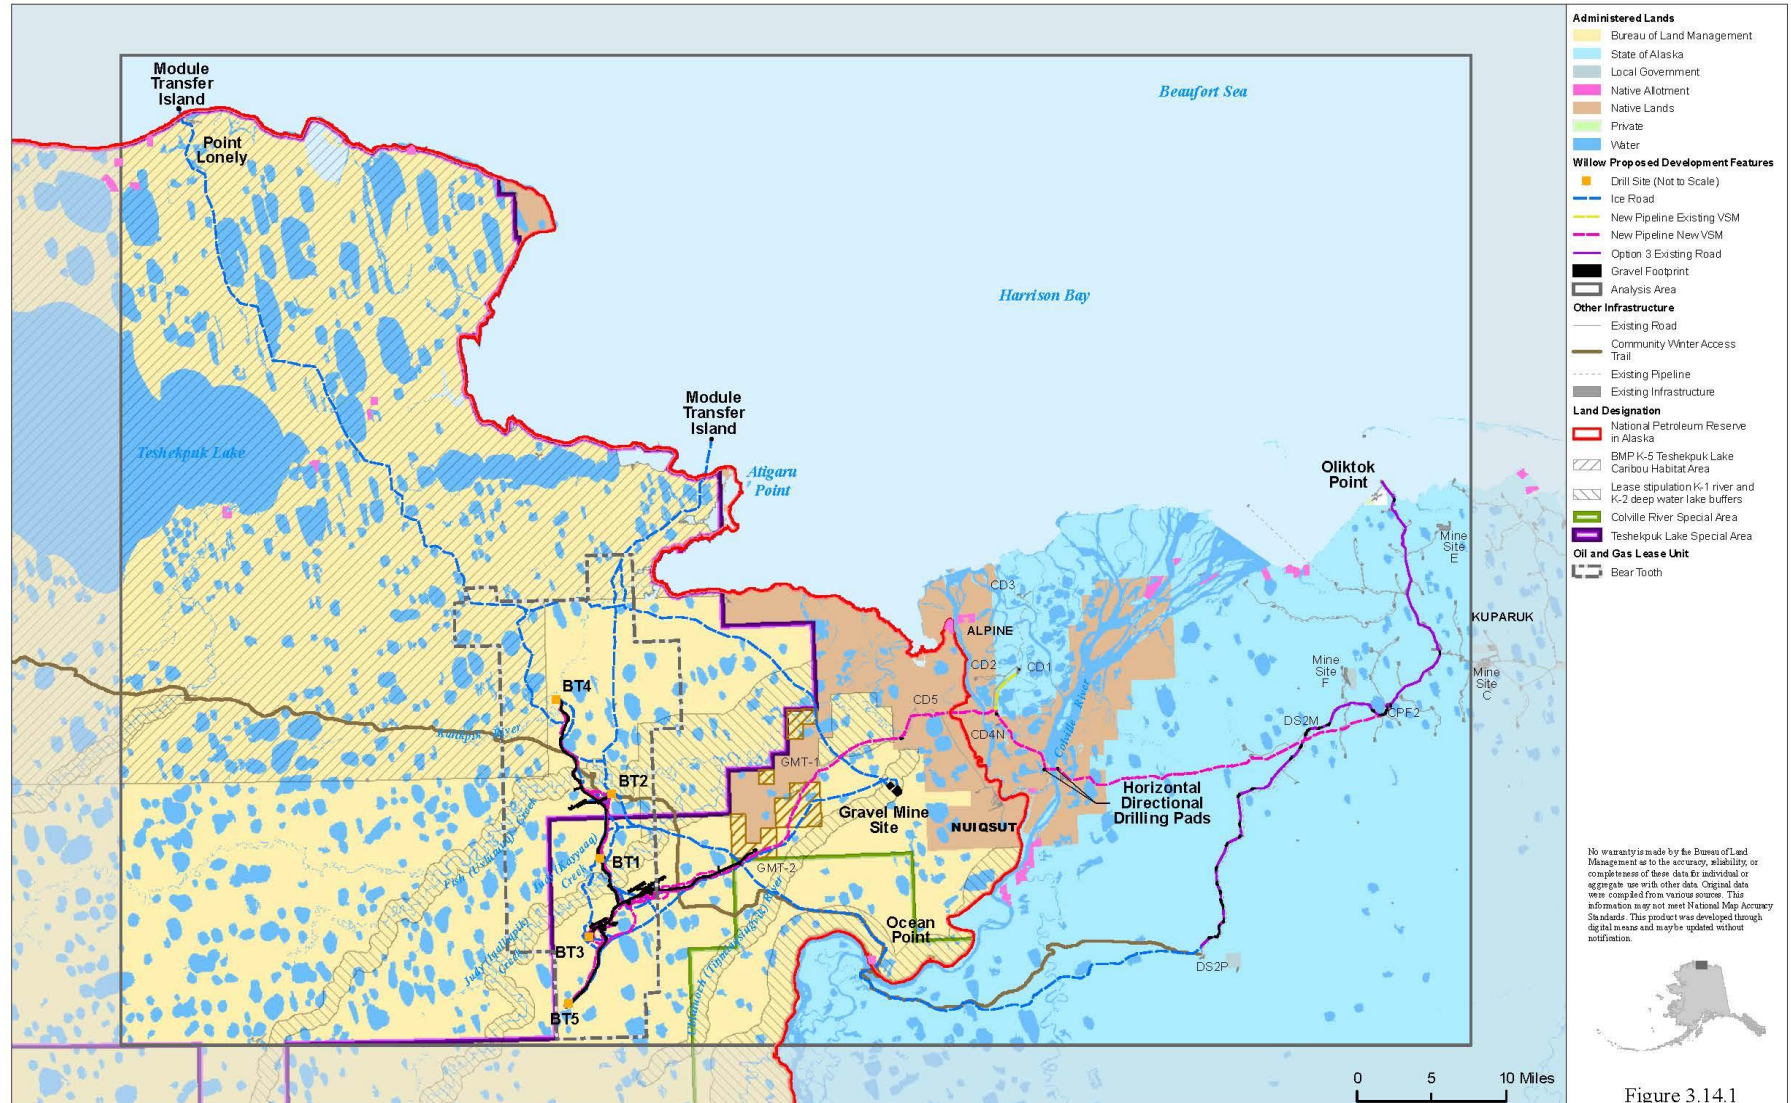 Module
Transfer
Island
Point
Lonely
Beaufort Sea
Harrison Bay
Teshekpuk Lake
Module
Transfer
Island
Atigaru
Point
Oliktok
Point
Mine
Site
E
KUPARUK
Mine
Site
F
Mine
Site
C
CD3
ALPINE
CD2
CD1
CD5
CD4N
Colville River
DS2M
CPF2
BT4
Kalikpik River
BT2
GMT-1
Gravel Mine
Site
Horizontal
Directional
Drilling Pads
NUIQSUT
Fish (Uvlutuuq) Creek
Judy (Kayyaaq)
Creek
BT1
GMT-2
Judy (Iqalliqpik)
Creek
BT3
Ocean
Point
DS2P
BT5
0 5 10 Miles
Administered Lands
Bureau of Land Management
State of Alaska
Local Government
Native Allotment
Native Lands
Private
Water
Willow Proposed Development Features
Drill Site (Not to Scale)
Ice Road
New Pipeline Existing VSM
New Pipeline New VSM
Option 3 Existing Road
Gravel Footprint
Analysis Area
Other Infrastructure
Existing Road
Community Winter Access
Trail
Existing Pipeline
Existing Infrastructure
Land Designation
National Petroleum Reserve
in Alaska
BMP K-5 Teshekpuk Lake
Caribou Habitat Area
Lease stipulation K-1 river and
K-2 deep water lake buffers
Colville River Special Area
Teshekpuk Lake Special Area
Oil and Gas Lease Unit
Bear Tooth
No warranty is made by the Bureau of Land
Management as to the accuracy, reliability, or
completeness of these data for individual or
aggregate use with other data. Original data
were compiled from various sources. This
information may not meet National Map Accuracy
Standards. This product was developed through
digital means and may be updated without
notification.
Figure 3.14.1